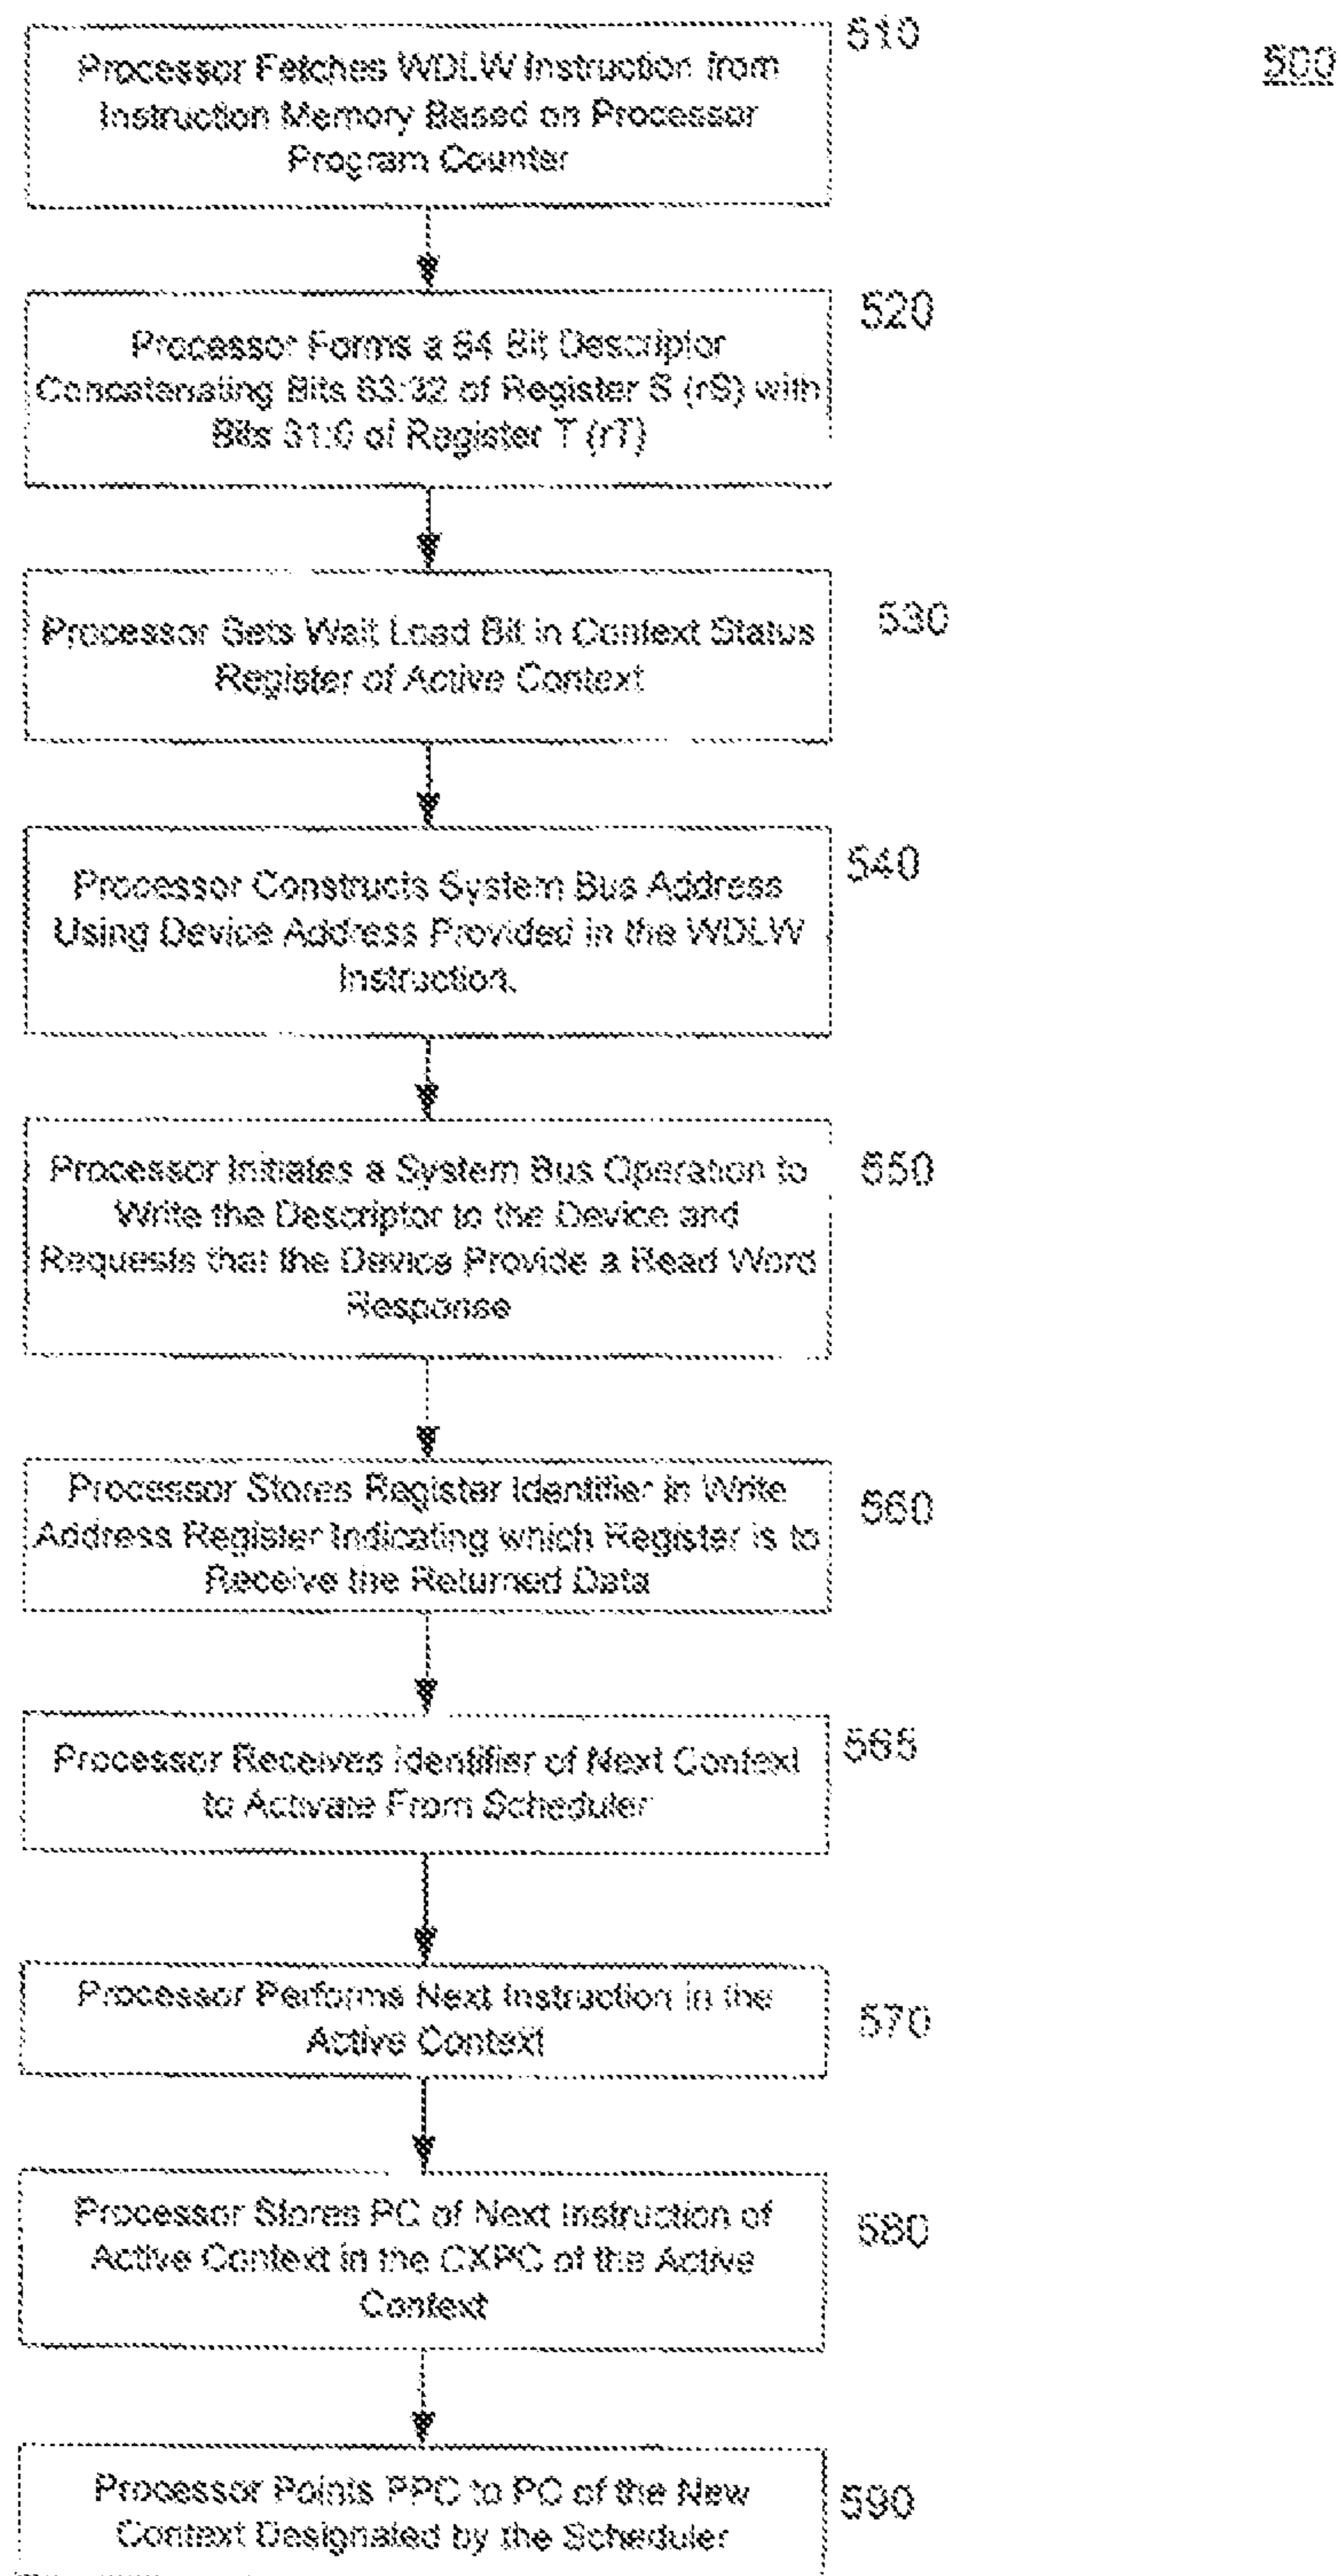 500
Processor Fetches WDLW Instruction from
Instruction Memory Based on Processor
Program Counter
510
Processor Forms a 64 Bit Descriptor
Concatenating Bits 63:32 of Register S (rS) with
Bits 31:0 of Register T (rT)
520
Processor Sets Wait Load Bit in Context Status
Register of Active Context
530
Processor Constructs System Bus Address
Using Device Address Provided in the WDLW
Instruction.
540
Processor Initiates a System Bus Operation to
Write the Descriptor to the Device and
Requests that the Device Provide a Read Word
Response
550
Processor Stores Register Identifier in Write
Address Register Indicating which Register is to
Receive the Returned Data
560
Processor Receives Identifier of Next Context
to Activate From Scheduler
565
Processor Performs Next Instruction in the
Active Context
570
Processor Stores PC of Next Instruction of
Active Context in the CXPC of the Active
Context
580
Processor Points PPC to PC of the New
Context Designated by the Scheduler
590